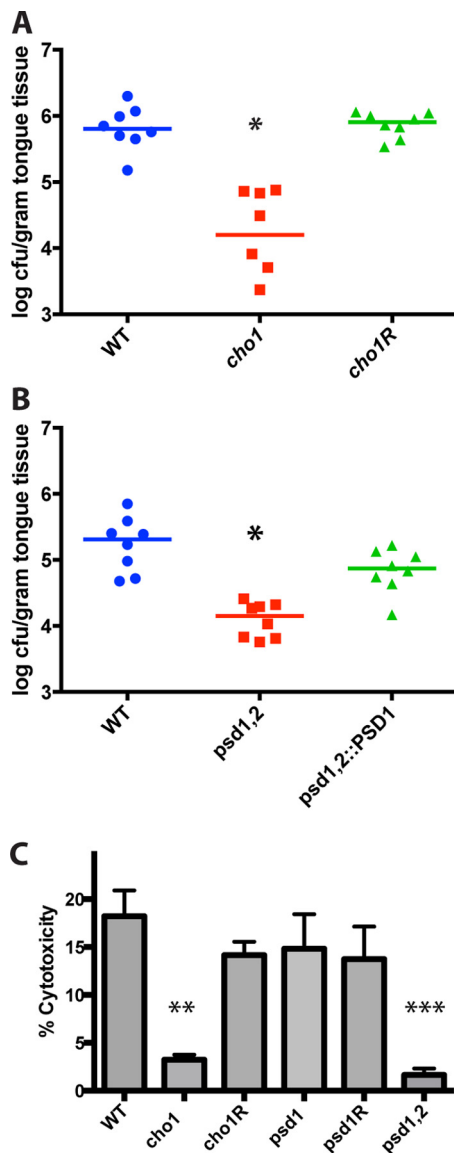 A
log cfu/gram tongue tissue
7
6
5
4
3
*
WT
cho1
cho1R
B
log cfu/gram tongue tissue
7
6
5
4
3
*
WT
psd1,2
psd1,2::PSD1
C
% Cytotoxicity
20
15
10
5
0
**
***
WT
cho1
cho1R
psd1
psd1R
psd1,2